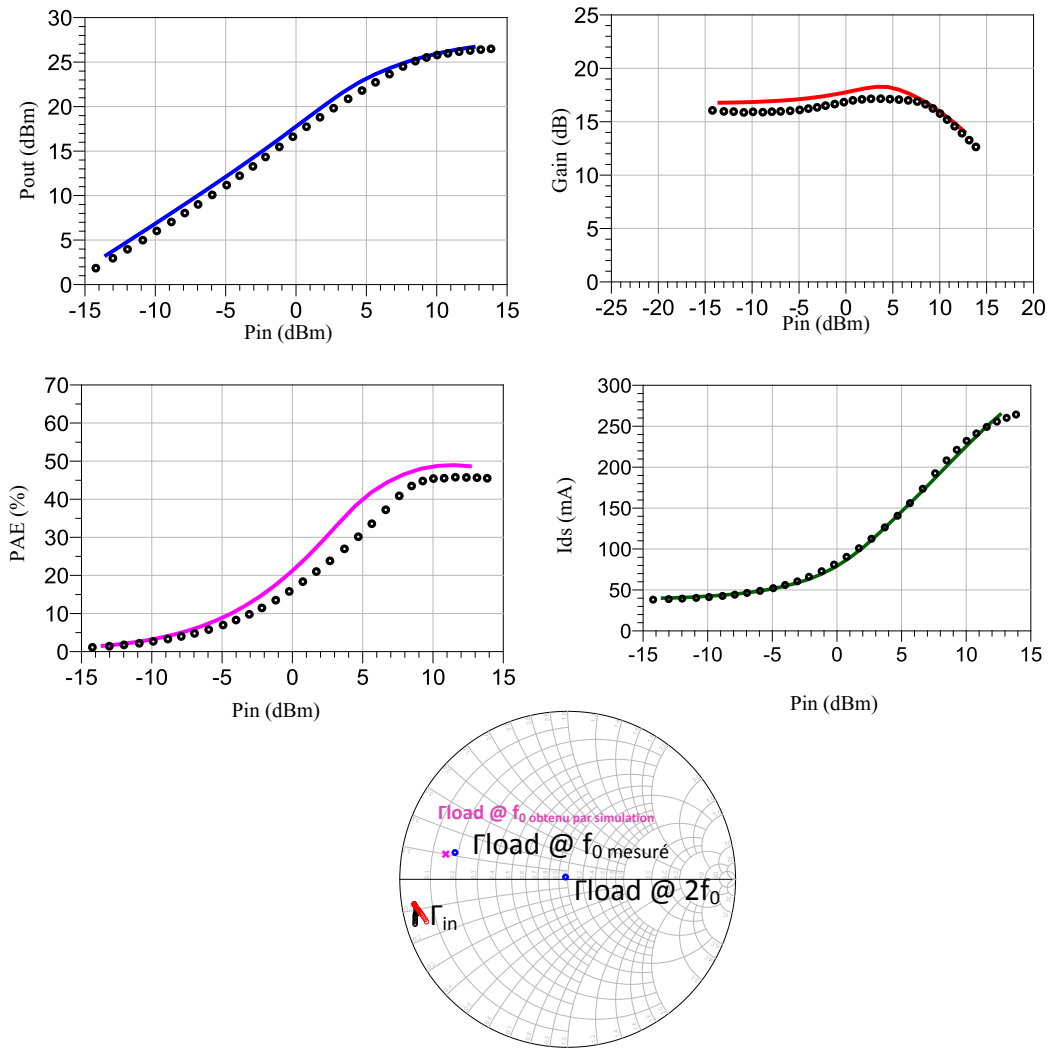 30
25
20
15
10
5
0
Pout (dBm)
-15 -10 -5 0 5 10 15
Pin (dBm)
25
20
15
10
5
0
Gain (dB)
-25 -20 -15 -10 -5 0 5 10 15 20
Pin (dBm)
70
60
50
40
30
20
10
0
PAE (%)
-15 -10 -5 0 5 10 15
Pin (dBm)
300
250
200
150
100
50
0
Ids (mA)
-15 -10 -5 0 5 10 15
Pin (dBm)
Γload @ f0 obtenu par simulation
Γload @ f0 mesuré
Γload @ 2f0
Γin